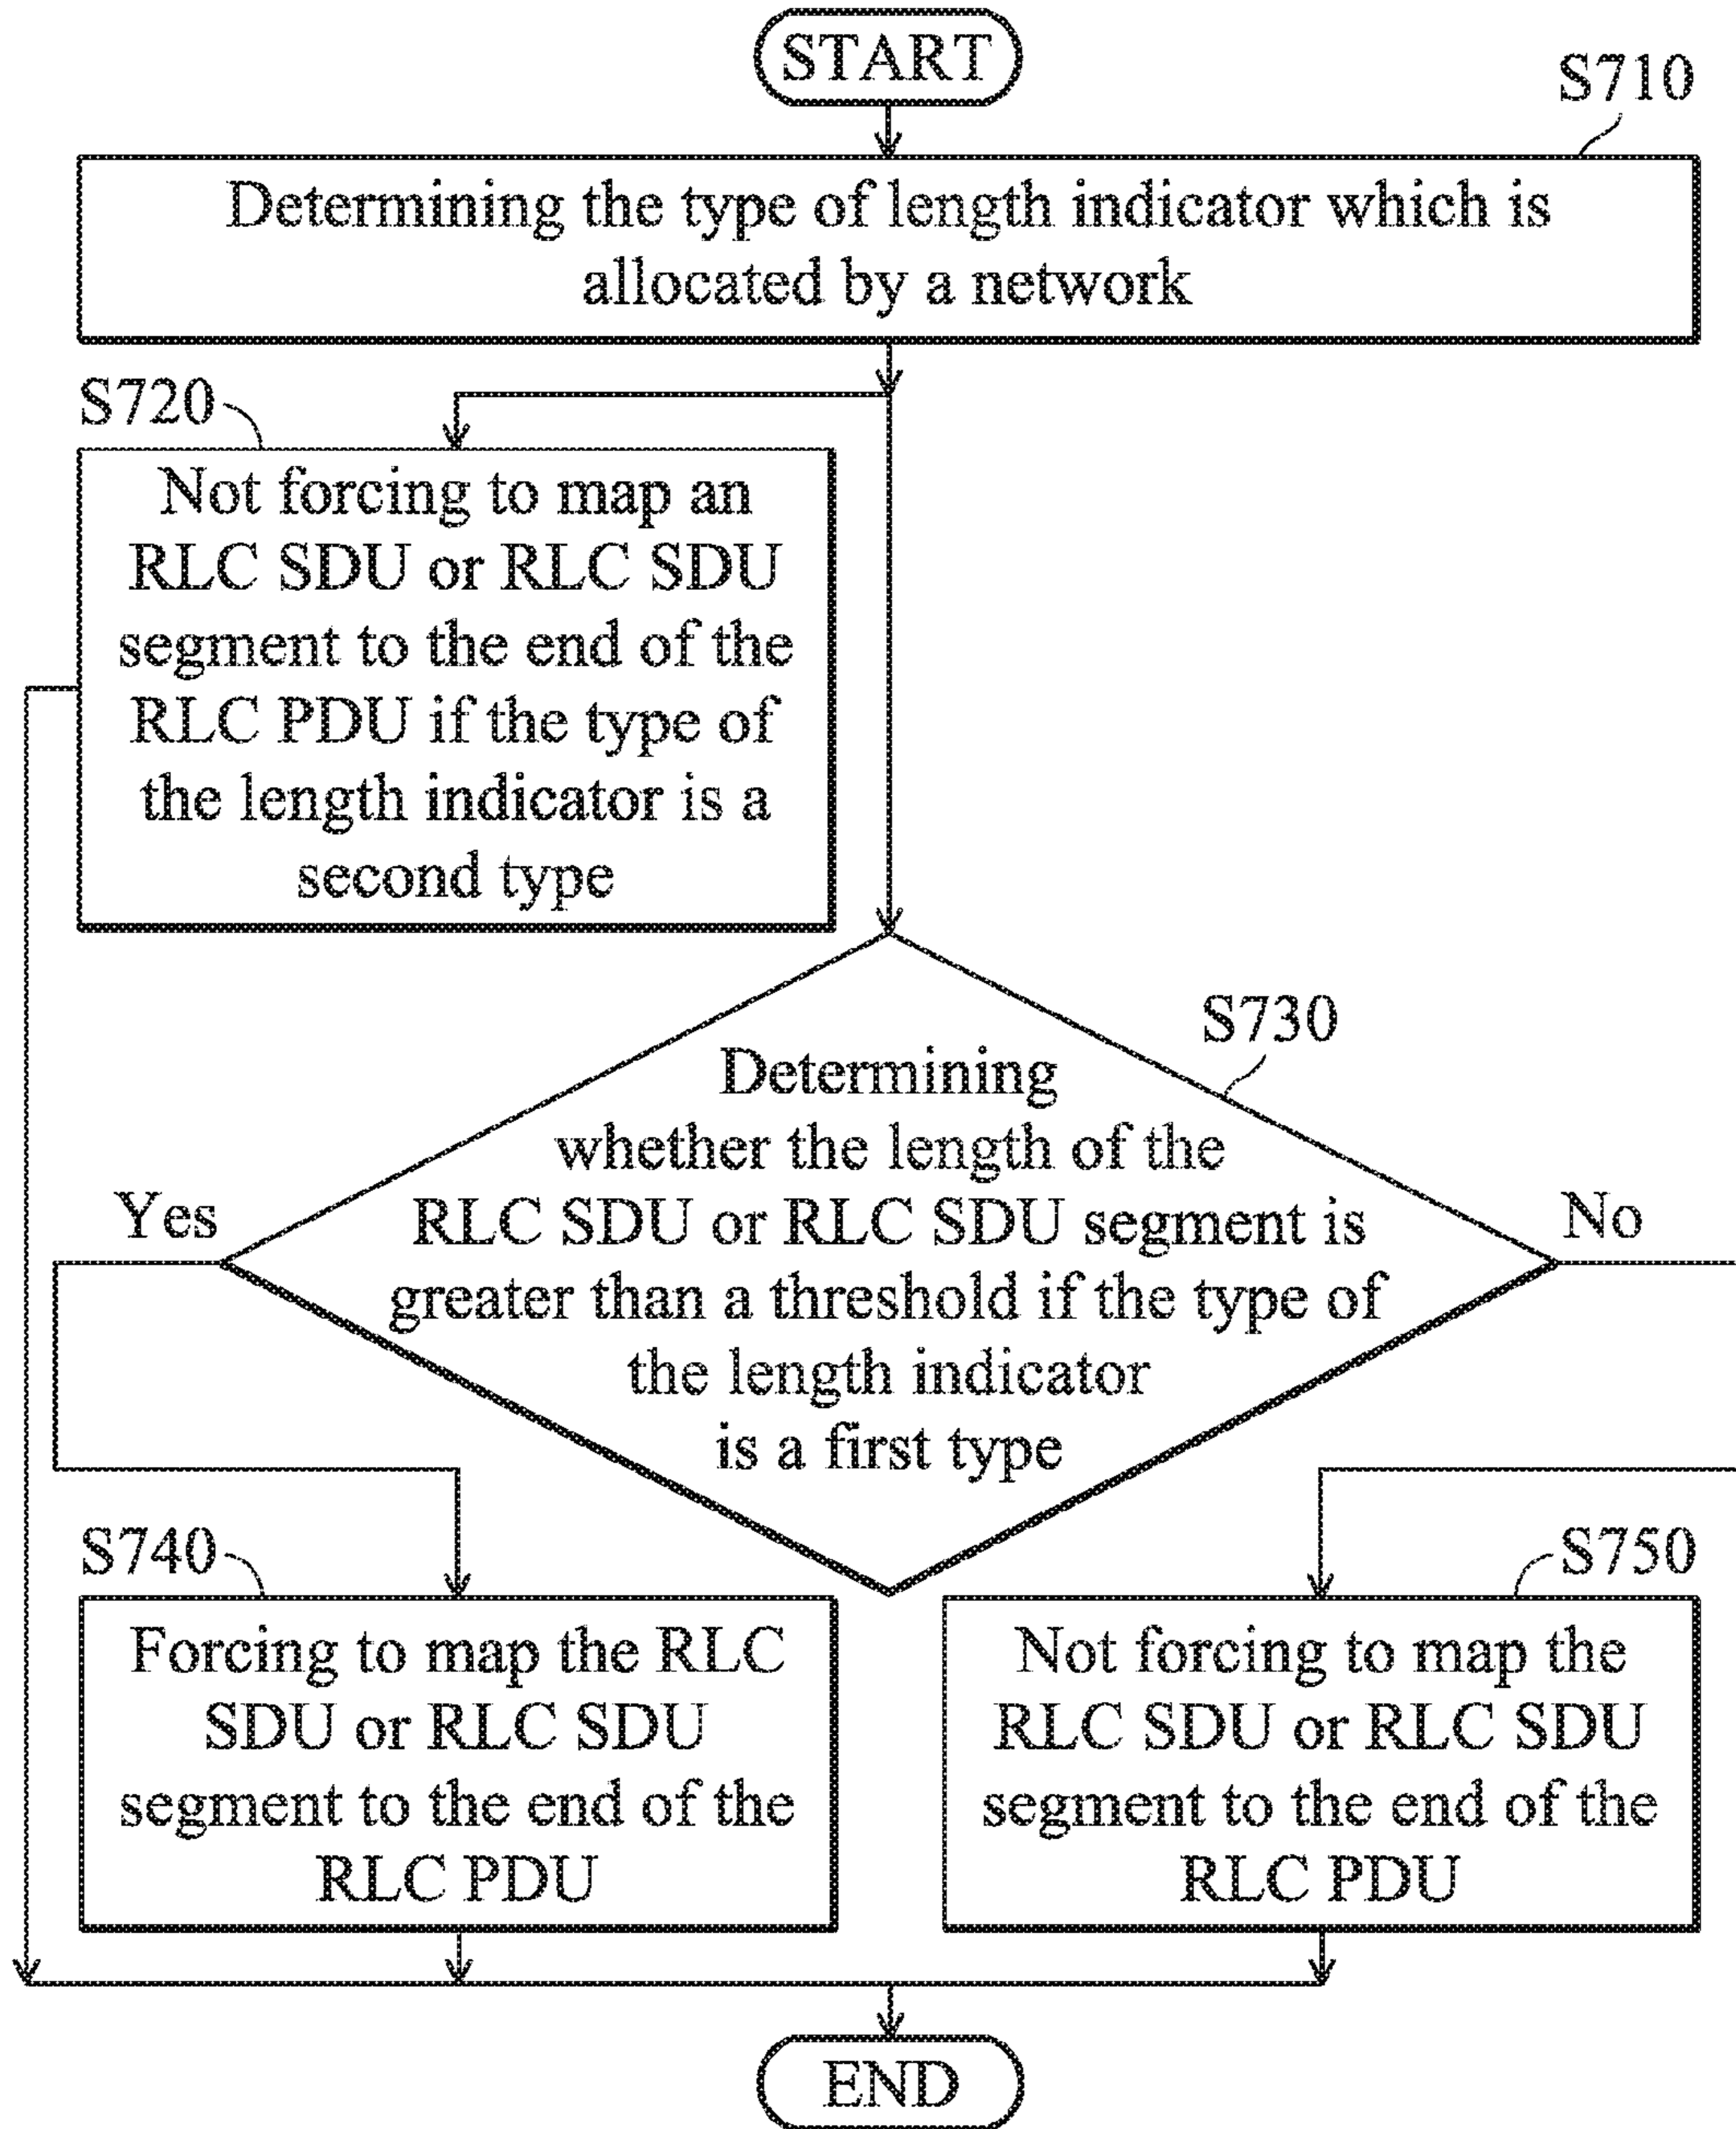 START
S710
Determining the type of length indicator which is
allocated by a network
S720
Not forcing to map an
RLC SDU or RLC SDU
segment to the end of the
RLC PDU if the type of
the length indicator is a
second type
S730
Determining
whether the length of the
RLC SDU or RLC SDU segment is
greater than a threshold if the type of
the length indicator
is a first type
Yes
No
S740
Forcing to map the RLC
SDU or RLC SDU
segment to the end of the
RLC PDU
S750
Not forcing to map the
RLC SDU or RLC SDU
segment to the end of the
RLC PDU
END